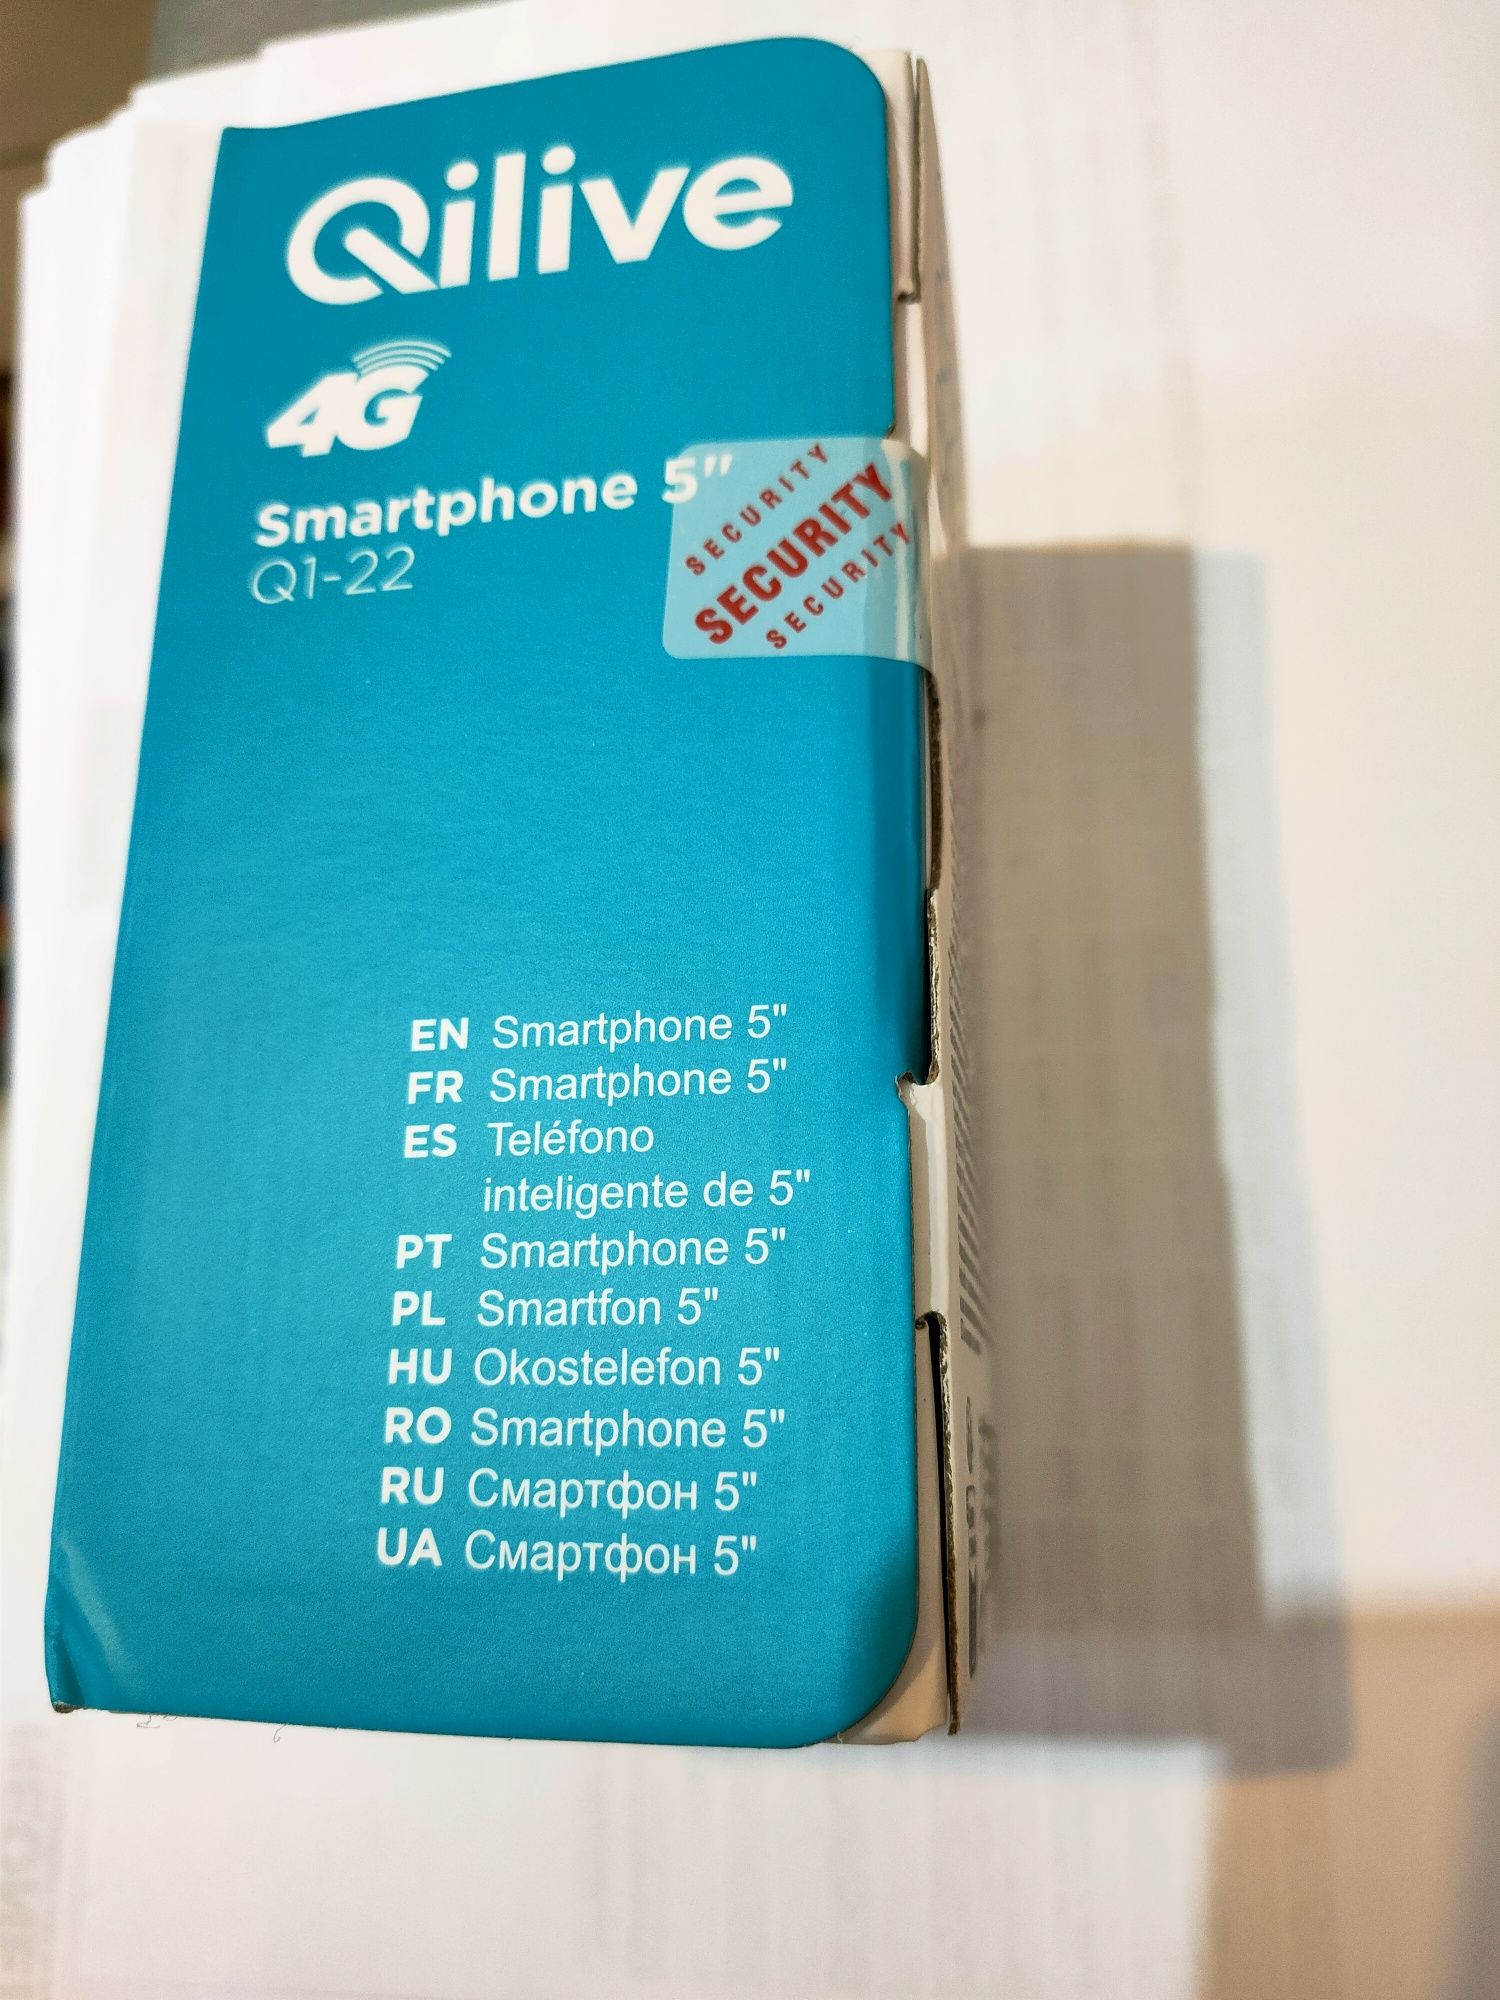 Qilive
4G
Smartphone 5"
Q1-22
SECURITY
SECURITY
SECURITY
EN Smartphone 5"
FR Smartphone 5"
ES Teléfono
inteligente de 5"
PT Smartphone 5"
PL Smartfon 5"
HU Okostelefon 5"
RO Smartphone 5"
RU Смартфон 5"
UA Смартфон 5"